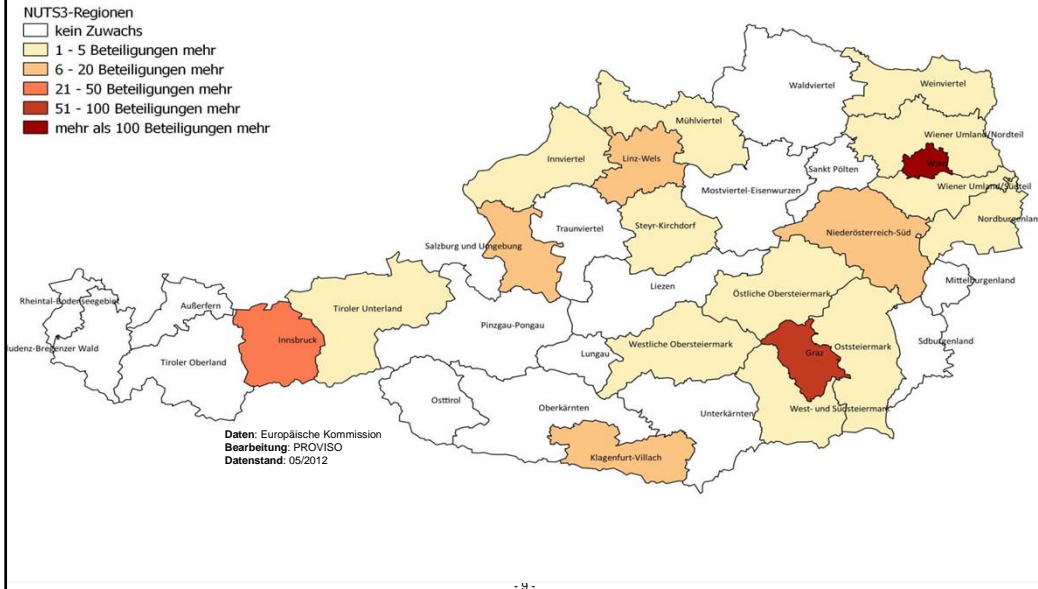 NUTS3-Regionen
kein Zuwachs
1 - 5 Beteiligungen mehr
6 - 20 Beteiligungen mehr
21 - 50 Beteiligungen mehr
51 - 100 Beteiligungen mehr
mehr als 100 Beteiligungen mehr
Waldviertel
Weinviertel
Mühlviertel
Wiener Umland/Nordteil
Innviertel
Linz-Wels
Wien
Sankt Pölten
Mostviertel-Eisenwurzen
Wiener Umland/Südteil
Traunviertel
Steyr-Kirchdorf
Nordburgenlan
Niederösterreich-Süd
Salzburg und Umgebung
Mittelburgenland
Liezen
Östliche Obersteiermark
Rheintal-Bodenseegebiet
Außerfern
Tiroler Unterland
Pinzgau-Pongau
Innsbruck
Sdburgenland
Westliche Obersteiermark
Oststeiermark
Graz
ludenz-Bregenzer Wald
Lungau
Tiroler Oberland
Osttirol
Oberkärnten
Unterkärnten
West- und Südsteiermark
Klagenfurt-Villach
Daten: Europäische Kommission
Bearbeitung: PROVISO
Datenstand: 05/2012
- 9 -